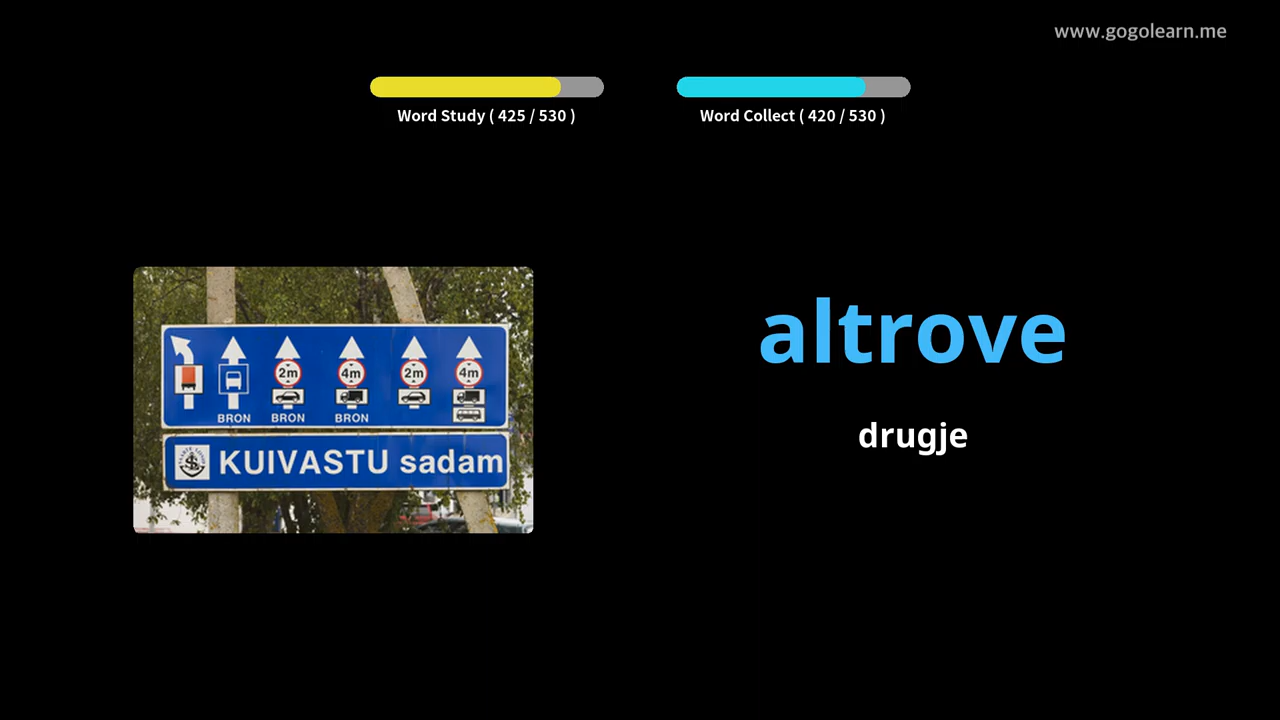 www.gogolearn.me
Word Study ( 425 / 530 )
Word Collect ( 420 / 530 )
2m 4m 2m 4m
BRON BRON BRON
KUIVASTU sadam
altrove
drugje